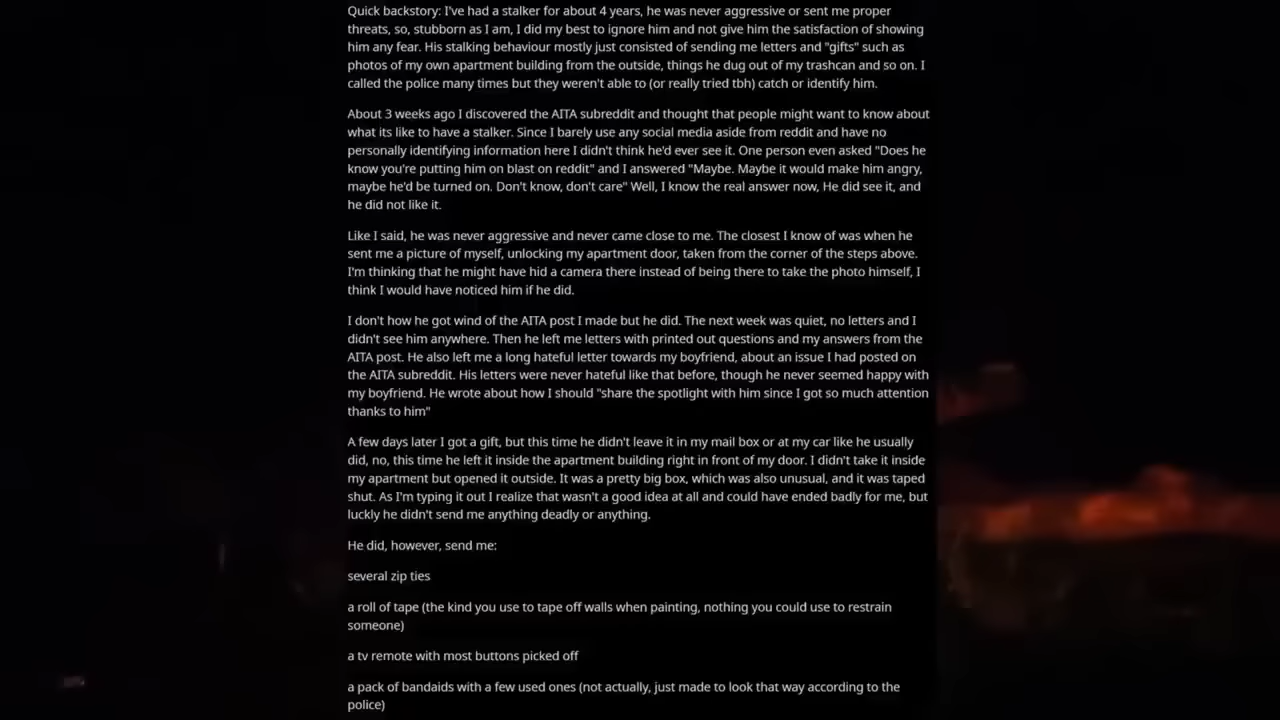 Quick backstory: I've had a stalker for about 4 years, he was never aggressive or sent me proper
threats, so, stubborn as I am, I did my best to ignore him and not give him the satisfaction of showing
him any fear. His stalking behaviour mostly just consisted of sending me letters and "gifts" such as
photos of my own apartment building from the outside, things he dug out of my trashcan and so on. I
called the police many times but they weren't able to (or really tried tbh) catch or identify him.
About 3 weeks ago I discovered the AITA subreddit and thought that people might want to know about
what its like to have a stalker. Since I barely use any social media aside from reddit and have no
personally identifying information here I didn't think he'd ever see it. One person even asked "Does he
know you're putting him on blast on reddit" and I answered "Maybe. Maybe it would make him angry,
maybe he'd be turned on. Don't know, don't care" Well, I know the real answer now, He did see it, and
he did not like it.
Like I said, he was never aggressive and never came close to me. The closest I know of was when he
sent me a picture of myself, unlocking my apartment door, taken from the corner of the steps above.
I'm thinking that he might have hid a camera there instead of being there to take the photo himself, I
think I would have noticed him if he did.
I don't how he got wind of the AITA post I made but he did. The next week was quiet, no letters and I
didn't see him anywhere. Then he left me letters with printed out questions and my answers from the
AITA post. He also left me a long hateful letter towards my boyfriend, about an issue I had posted on
the AITA subreddit. His letters were never hateful like that before, though he never seemed happy with
my boyfriend. He wrote about how I should "share the spotlight with him since I got so much attention
thanks to him"
A few days later I got a gift, but this time he didn't leave it in my mail box or at my car like he usually
did, no, this time he left it inside the apartment building right in front of my door. I didn't take it inside
my apartment but opened it outside. It was a pretty big box, which was also unusual, and it was taped
shut. As I'm typing it out I realize that wasn't a good idea at all and could have ended badly for me, but
luckly he didn't send me anything deadly or anything.
He did, however, send me:
several zip ties
a roll of tape (the kind you use to tape off walls when painting, nothing you could use to restrain
someone)
a tv remote with most buttons picked off
a pack of bandaids with a few used ones (not actually, just made to look that way according to the
police)